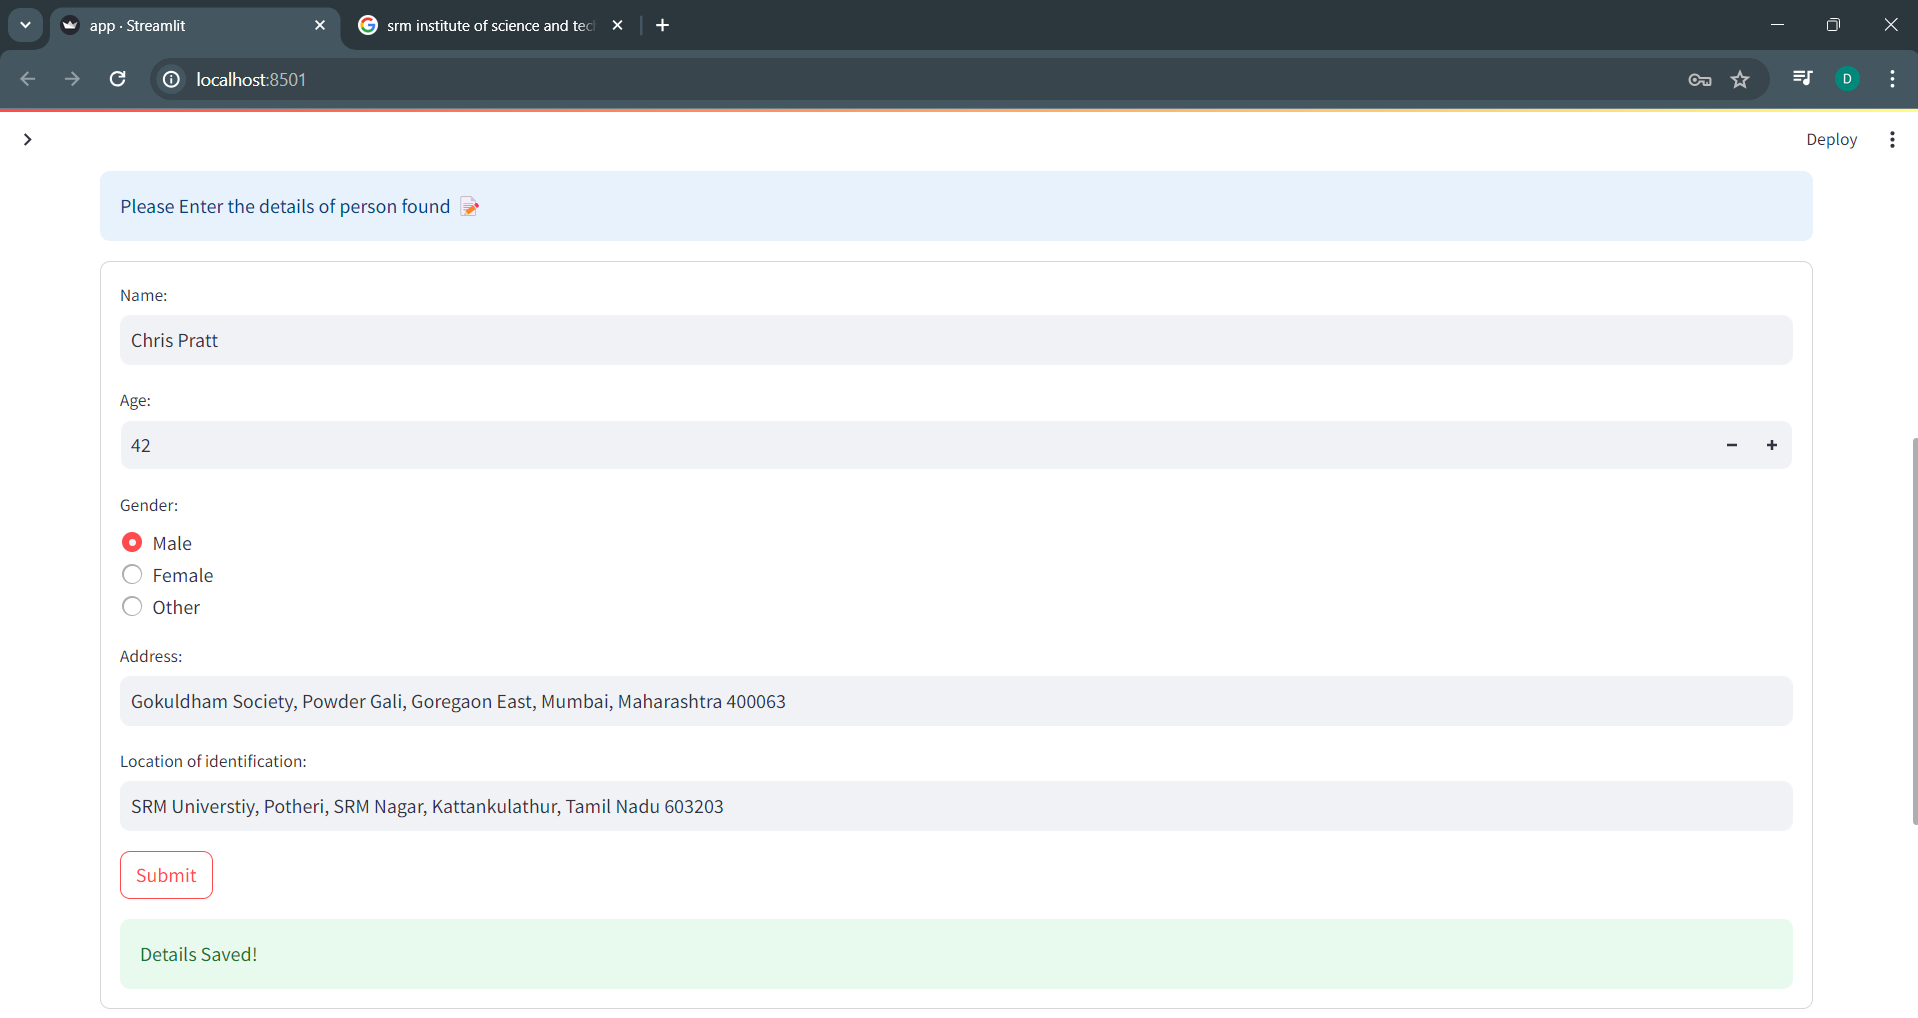 app · Streamlit
srm institute of science and tec
localhost:8501
D
Deploy
Please Enter the details of person found
Name:
Chris Pratt
Age:
42
Gender:
Male
Female
Other
Address:
Gokuldham Society, Powder Gali, Goregaon East, Mumbai, Maharashtra 400063
Location of identification:
SRM Universtiy, Potheri, SRM Nagar, Kattankulathur, Tamil Nadu 603203
Submit
Details Saved!